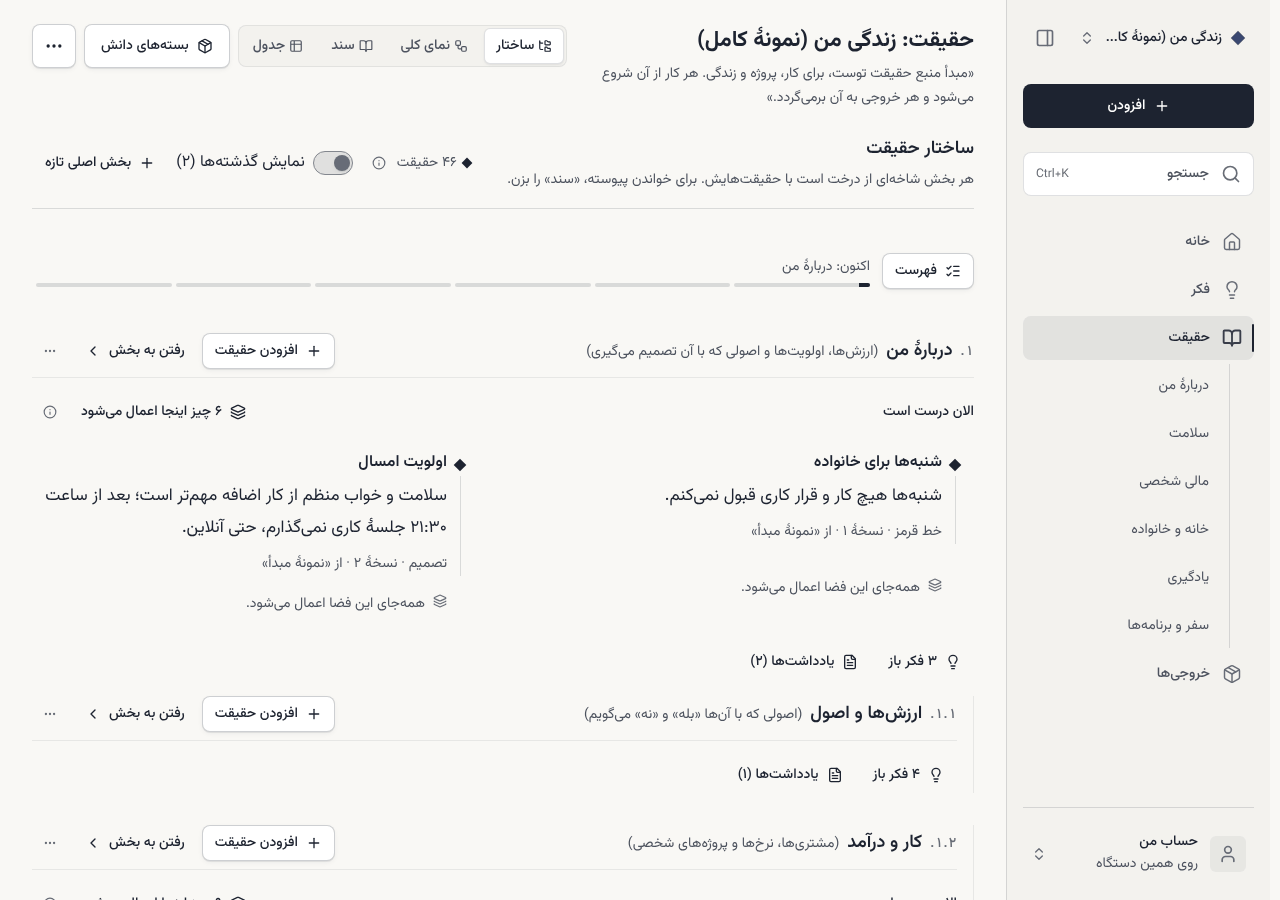 زندگی من (نمونهٔ کا...
افزودن
جستجو
Ctrl+K
خانه
فکر
حقیقت
دربارهٔ من
سلامت
مالی شخصی
خانه و خانواده
یادگیری
سفر و برنامه‌ها
خروجی‌ها
حساب من
روی همین دستگاه
حقیقت: زندگی من (نمونهٔ کامل)
«مبدأ منبع حقیقت توست، برای کار، پروژه و زندگی. هر کار از آن شروع
می‌شود و هر خروجی به آن برمی‌گردد.»
ساختار
نمای کلی
سند
جدول
بسته‌های دانش
ساختار حقیقت
هر بخش شاخه‌ای از درخت است با حقیقت‌هایش. برای خواندن پیوسته، «سند» را بزن.
۴۶ حقیقت
نمایش گذشته‌ها (۲)
بخش اصلی تازه
فهرست
اکنون: دربارهٔ من
۱. دربارهٔ من (ارزش‌ها، اولویت‌ها و اصولی که با آن تصمیم می‌گیری)
افزودن حقیقت
رفتن به بخش
الان درست است
۶ چیز اینجا اعمال می‌شود
شنبه‌ها برای خانواده
شنبه‌ها هیچ کار و قرار کاری قبول نمی‌کنم.
خط قرمز · نسخهٔ ۱ · از «نمونهٔ مبدأ»
همه‌جای این فضا اعمال می‌شود.
اولویت امسال
سلامت و خواب منظم از کار اضافه مهم‌تر است؛ بعد از ساعت
۲۱:۳۰ جلسهٔ کاری نمی‌گذارم، حتی آنلاین.
تصمیم · نسخهٔ ۲ · از «نمونهٔ مبدأ»
همه‌جای این فضا اعمال می‌شود.
۳ فکر باز
یادداشت‌ها (۲)
۱.۱. ارزش‌ها و اصول (اصولی که با آن‌ها «بله» و «نه» می‌گویم)
افزودن حقیقت
رفتن به بخش
۴ فکر باز
یادداشت‌ها (۱)
۱.۲. کار و درآمد (مشتری‌ها، نرخ‌ها و پروژه‌های شخصی)
افزودن حقیقت
رفتن به بخش